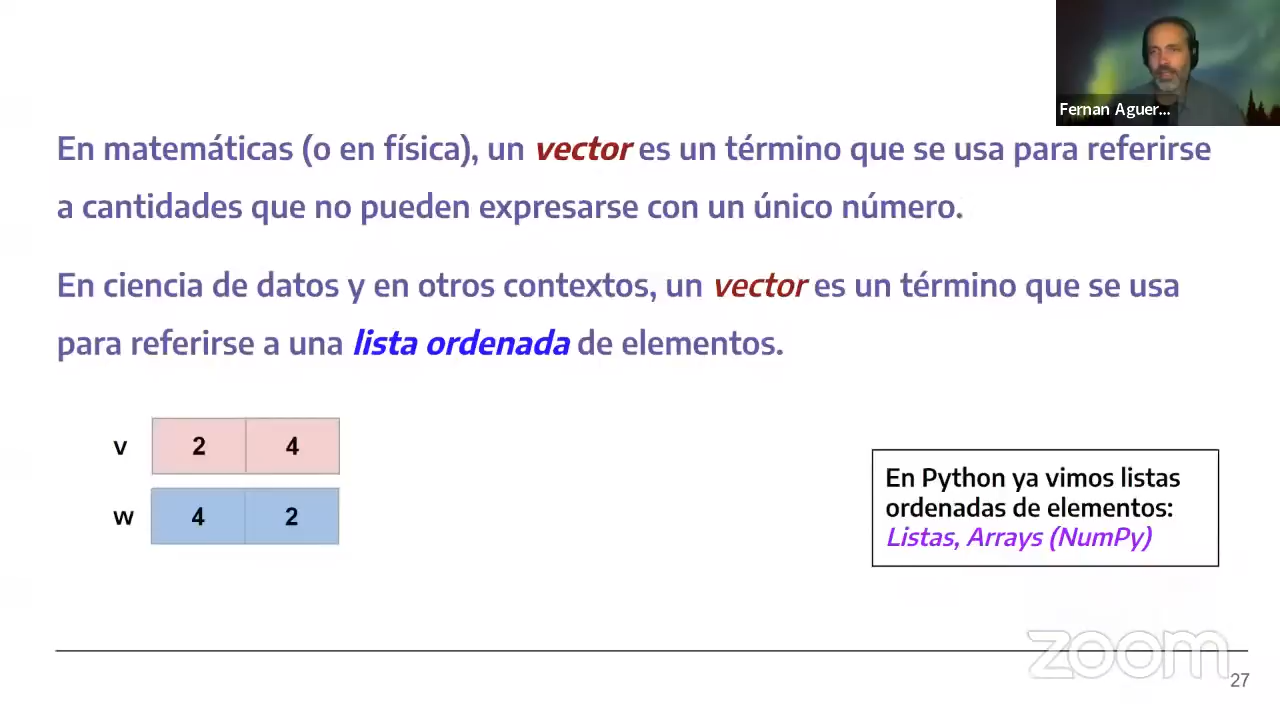 Fernan Aguer...
En matemáticas (o en física), un vector es un término que se usa para referirse
a cantidades que no pueden expresarse con un único número.
En ciencia de datos y en otros contextos, un vector es un término que se usa
para referirse a una lista ordenada de elementos.
v 2 4
w 4 2
En Python ya vimos listas
ordenadas de elementos:
Listas, Arrays (NumPy)
zoom
27